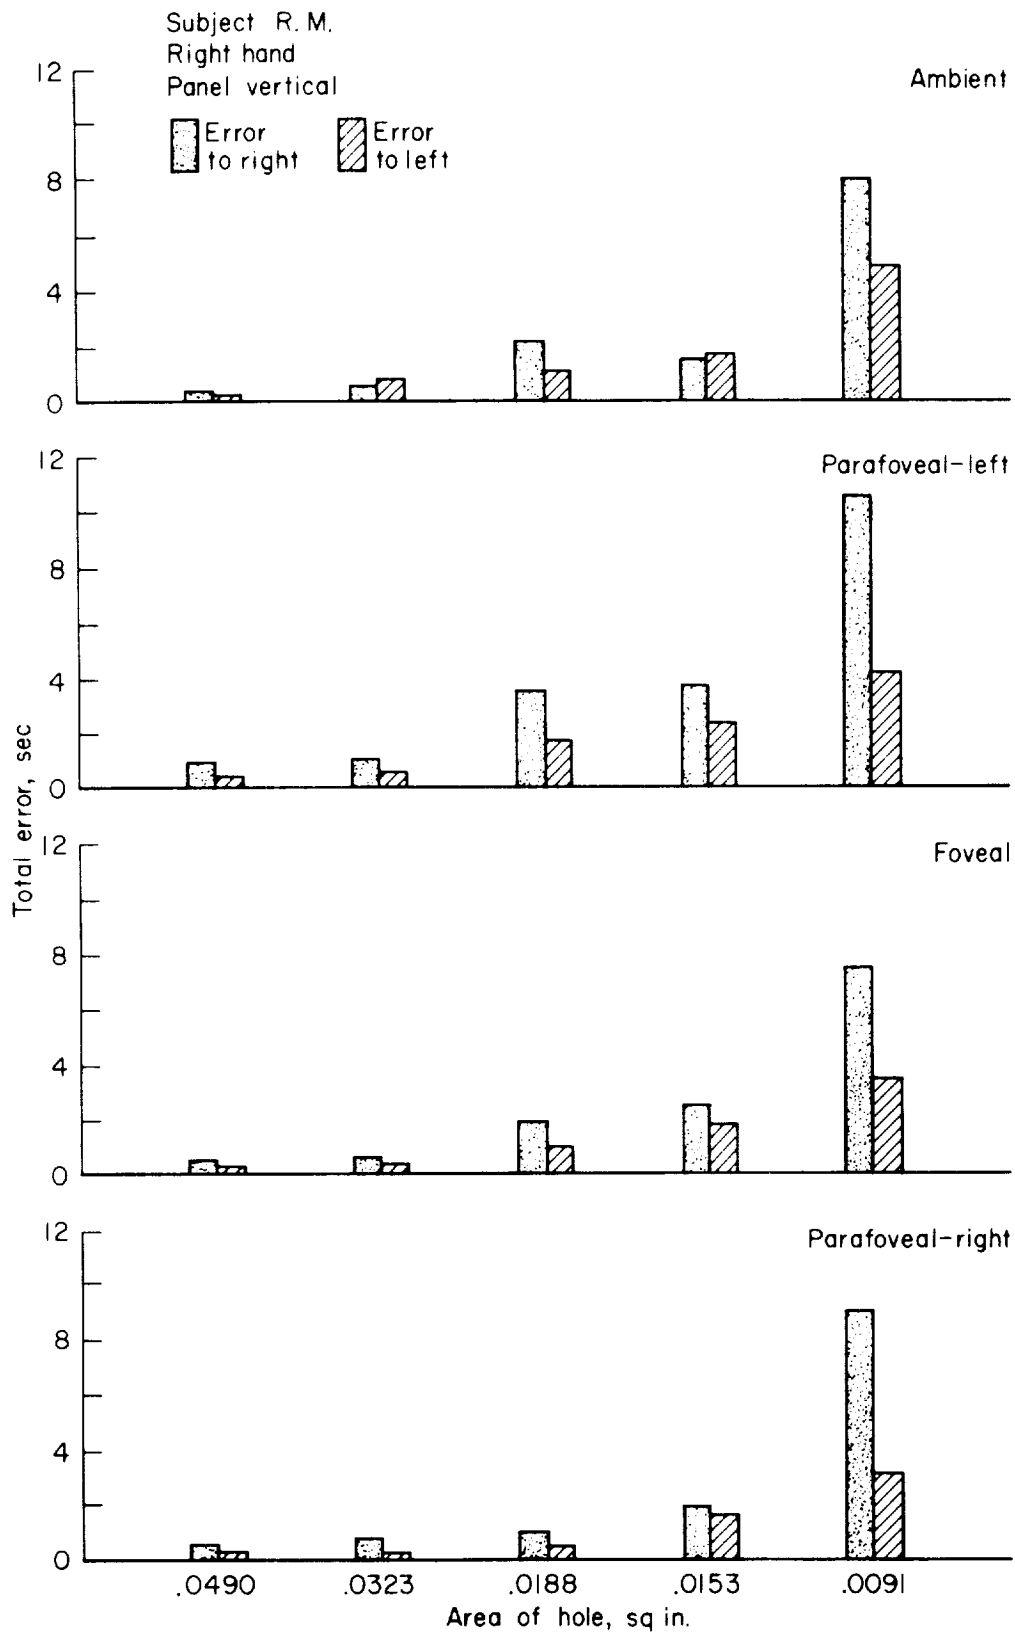 Subject R. M.
Right hand
Panel vertical
Error to right
Error to left
Ambient
12
8
4
0
Parafoveal-left
12
8
4
0
Total error, sec
Foveal
12
8
4
0
Parafoveal-right
12
8
4
0
.0490 .0323 .0188 .0153 .0091
Area of hole, sq in.